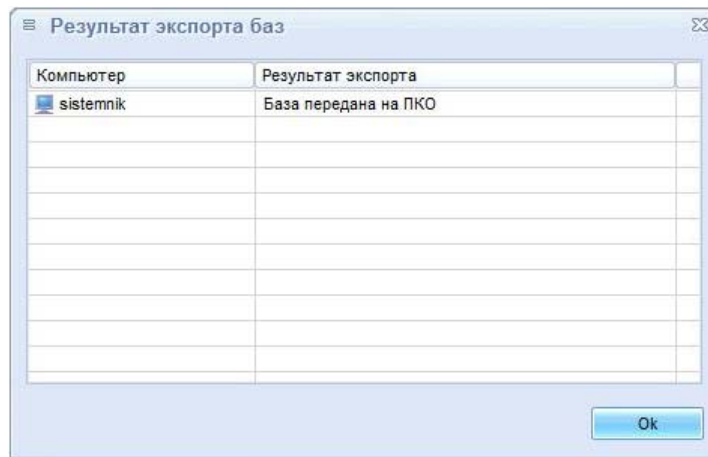 Результат экспорта баз
Компьютер Результат экспорта
sistemnik База передана на ПКО
Ok